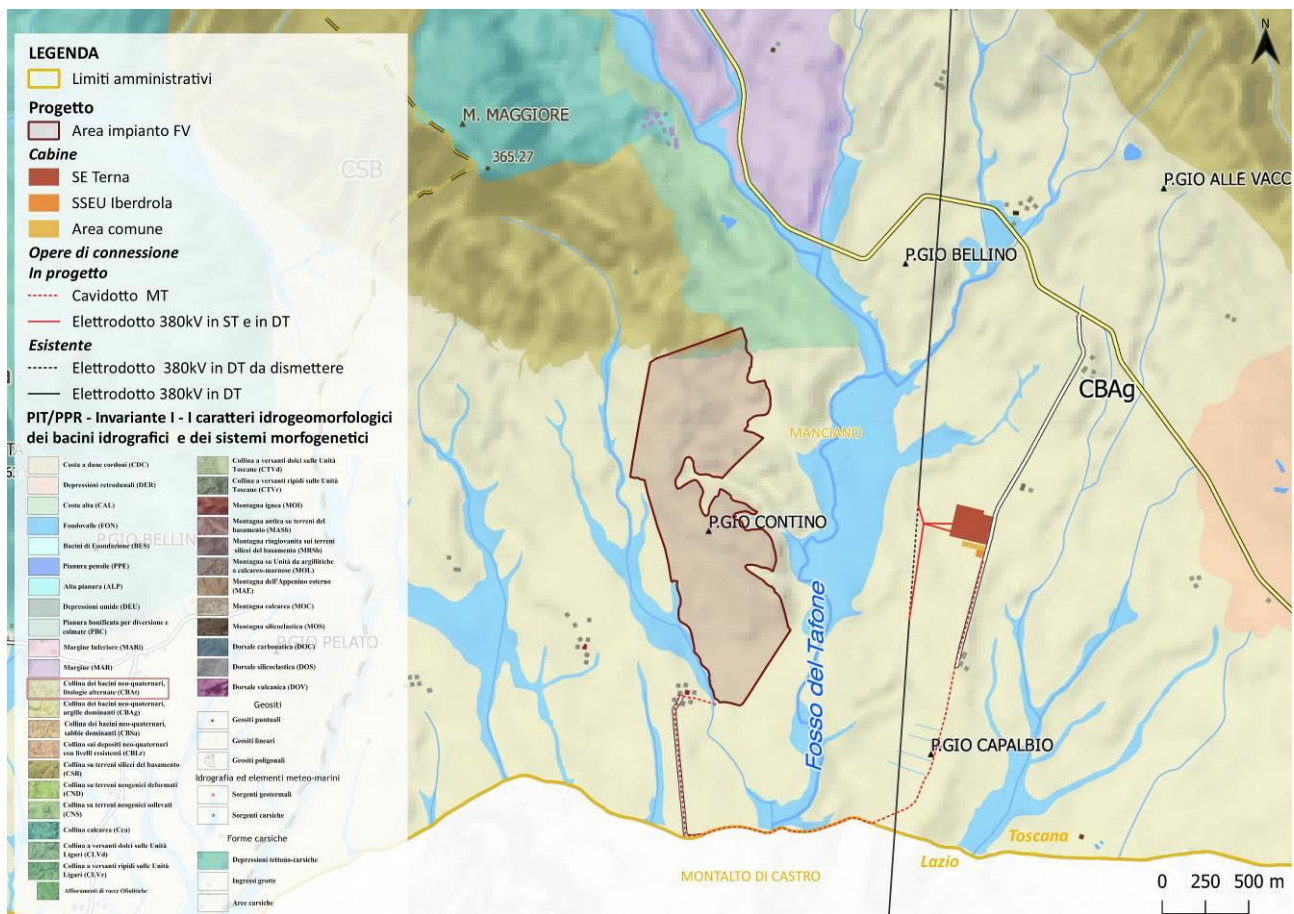 LEGENDA
Limiti amministrativi
Progetto
Area impianto FV
Cabine
SE Terna
SSEU Iberdrola
Area comune
Opere di connessione
In progetto
Cavidotto MT
Elettrodotto 380kV in ST e in DT
Esistente
Elettrodotto 380kV in DT da dismettere
Elettrodotto 380kV in DT
PIT/PPR - Invariante I - I caratteri idrogeomorfologici
dei bacini idrografici e dei sistemi morfogenetici
Costa a dune cordoni (CDC)
Depressioni retrodunali (DER)
Costa alta (CAL)
Fondovalle (FON)
Bacini di Esondazione (BES)
Pianura pensile (PPE)
Alta pianura (ALP)
Depressioni umide (DEU)
Pianura bonificata per diversione e
colmate (PBC)
Margine Inferiore (MARi)
Margine (MAR)
Collina dei bacini neo-quaternari,
litologie alternate (CBAt)
Collina dei bacini neo-quaternari,
argille dominanti (CBAg)
Collina dei bacini neo-quaternari,
sabbie dominanti (CBSa)
Collina sui depositi neo-quaternari
con livelli resistenti (CBLr)
Collina su terreni silicei del basamento
(CSB)
Collina su terreni neogenici deformati
(CND)
Collina su terreni neogenici sollevati
(CNS)
Collina calcarea (Cca)
Collina a versanti dolci sulle Unità
Liguri (CLVd)
Collina a versanti ripidi sulle Unità
Liguri (CLVr)
Affioramenti di rocce Ofiolitiche
Collina a versanti dolci sulle Unità
Toscane (CTVd)
Collina a versanti ripidi sulle Unità
Toscane (CTVr)
Montagna ignea (MOI)
Montagna antica su terreni del
basamento (MASb)
Montagna ringiovanita su terreni
silicei del basamento (MRSb)
Montagna su Unità da argillitiche
a calcareo-marnose (MOL)
Montagna dell'Appenino esterno
(MAE)
Montagna calcarea (MOC)
Montagna silicoclastica (MOS)
Dorsale carbonatica (DOC)
Dorsale silicoclastica (DOS)
Dorsale vulcanica (DOV)
Geositi
Geositi puntuali
Geositi lineari
Geositi poligonali
Idrografia ed elementi meteo-marini
Sorgenti geotermali
Sorgenti carsiche
Forme carsiche
Depressioni tettono-carsiche
Ingressi grotte
Aree carsiche
CSB
P.GIO BELLINO
P.GIO PELATO
M. MAGGIORE
365.27
N
P.GIO ALLE VACC
P.GIO BELLINO
CBAg
MANCIANO
P.GIO CONTINO
Fosso del Tafone
P.GIO CAPALBIO
Toscana
Lazio
MONTALTO DI CASTRO
0 250 500 m